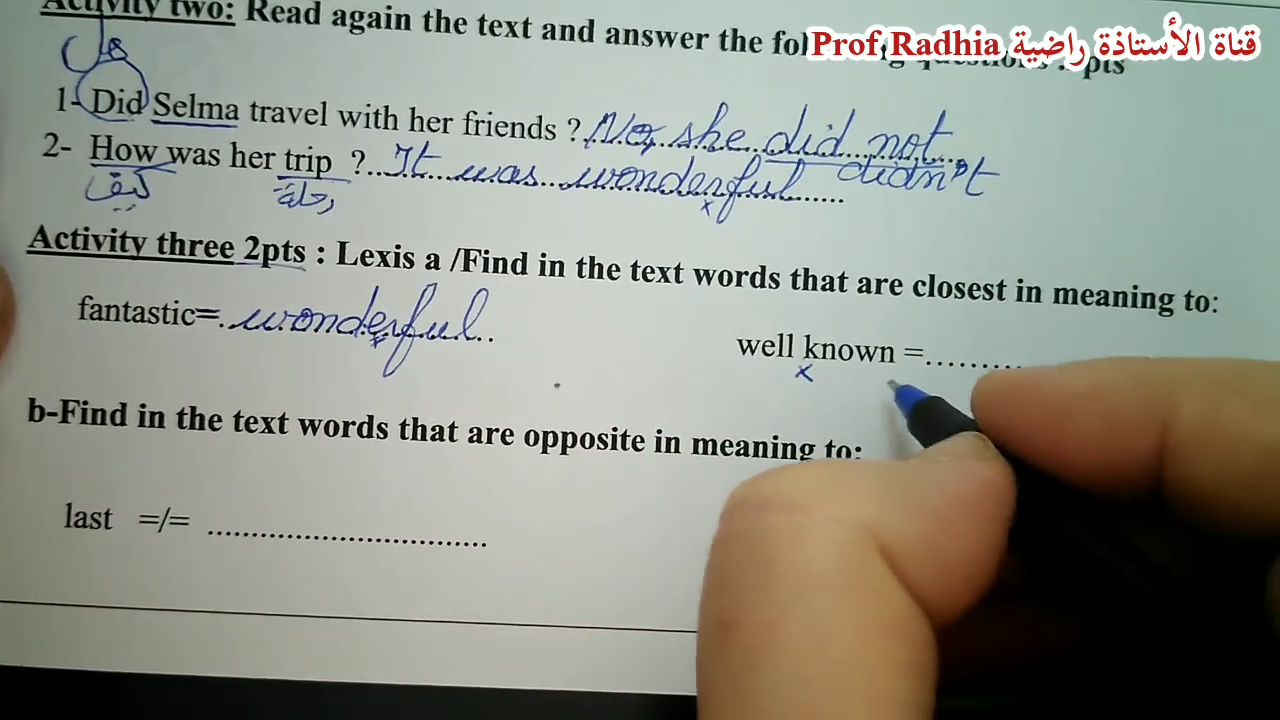 Activity two: Read again the text and answer the fol
Prof Radhia قناة الأستاذة راضية
pts
هل
1- Did Selma travel with her friends ? No, she did not
didn't
2- How was her trip ? It was wonderful
كيف رحلة
Activity three 2pts : Lexis a /Find in the text words that are closest in meaning to:
fantastic= wonderful
well known =.........
x
b-Find in the text words that are opposite in meaning to:
last =/= ...............................